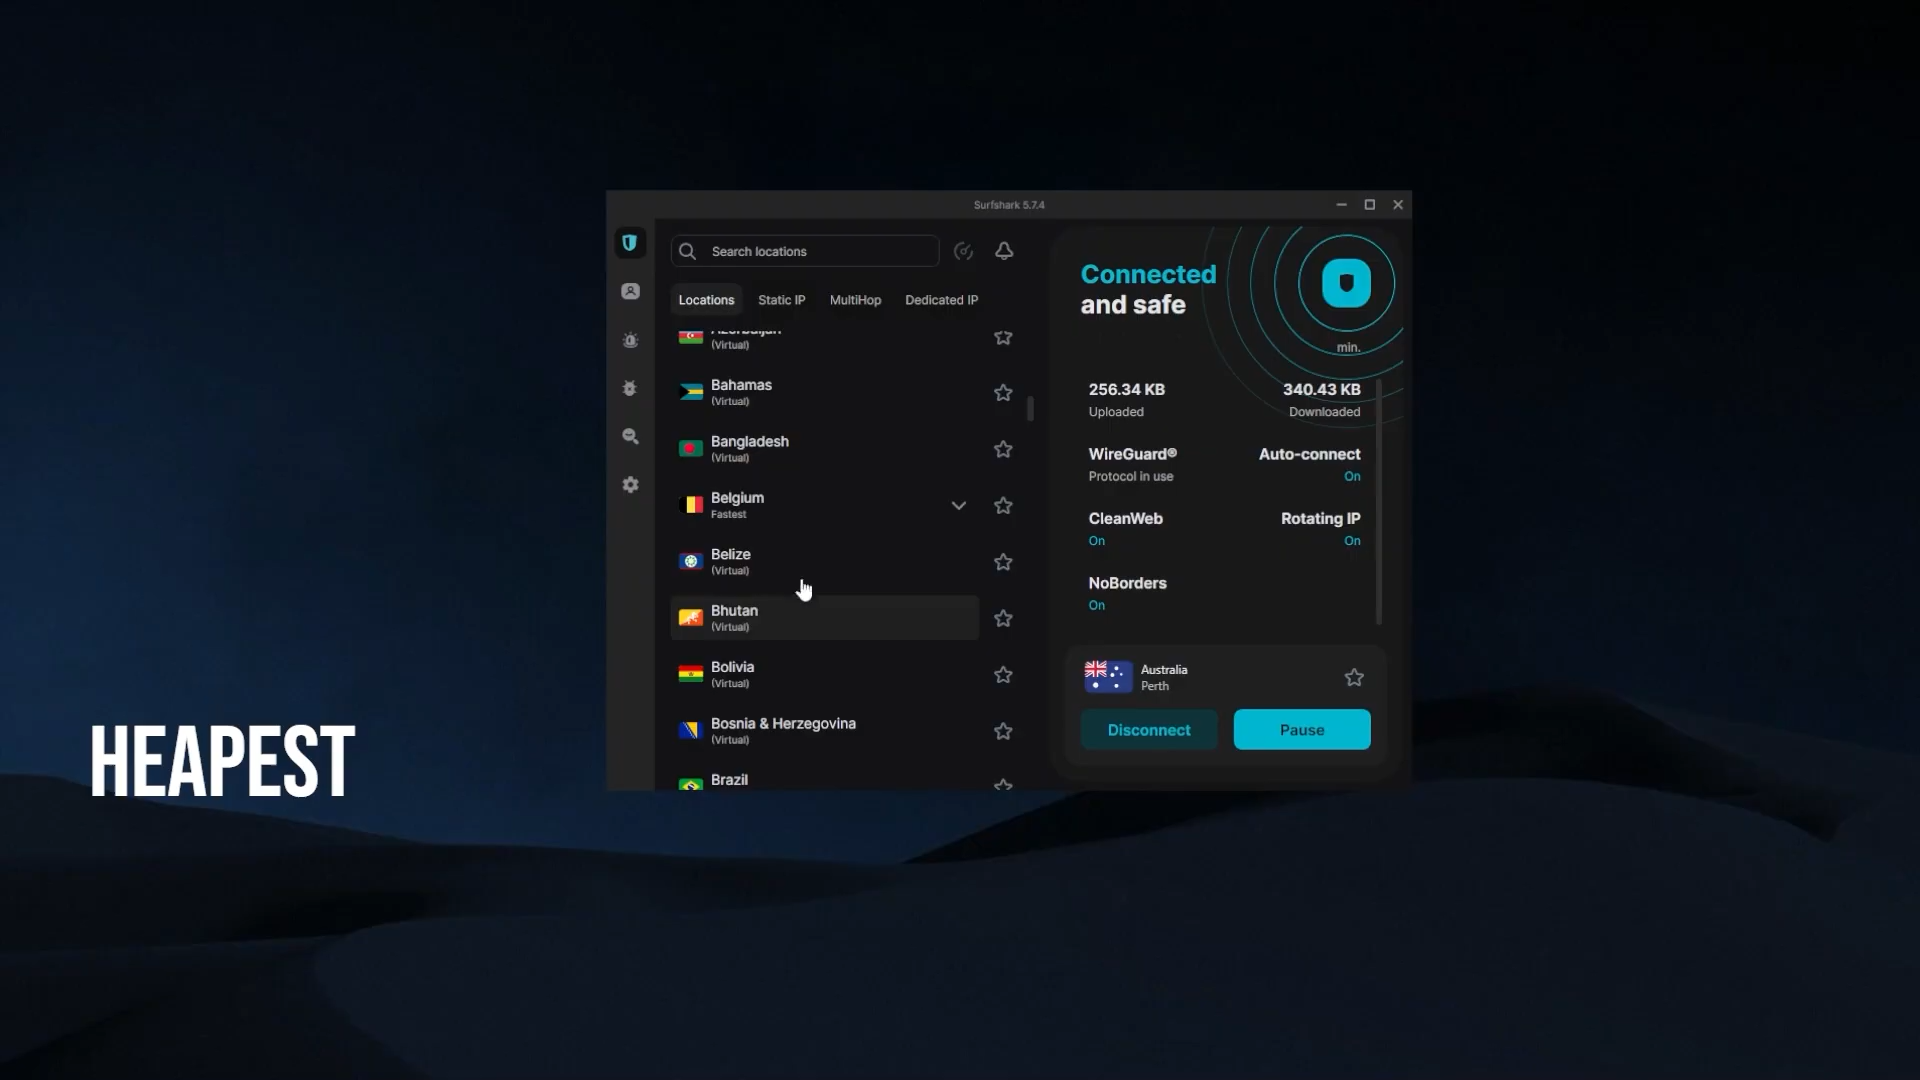 Surfshark 5.7.4
Search locations
Locations
Static IP
MultiHop
Dedicated IP
Azerbaijan
(Virtual)
Bahamas
(Virtual)
Bangladesh
(Virtual)
Belgium
Fastest
Belize
(Virtual)
Bhutan
(Virtual)
Bolivia
(Virtual)
Bosnia & Herzegovina
(Virtual)
Brazil
Connected
and safe
min.
256.34 KB
Uploaded
340.43 KB
Downloaded
WireGuard®
Protocol in use
Auto-connect
On
CleanWeb
On
Rotating IP
On
NoBorders
On
Australia
Perth
Disconnect
Pause
HEAPEST